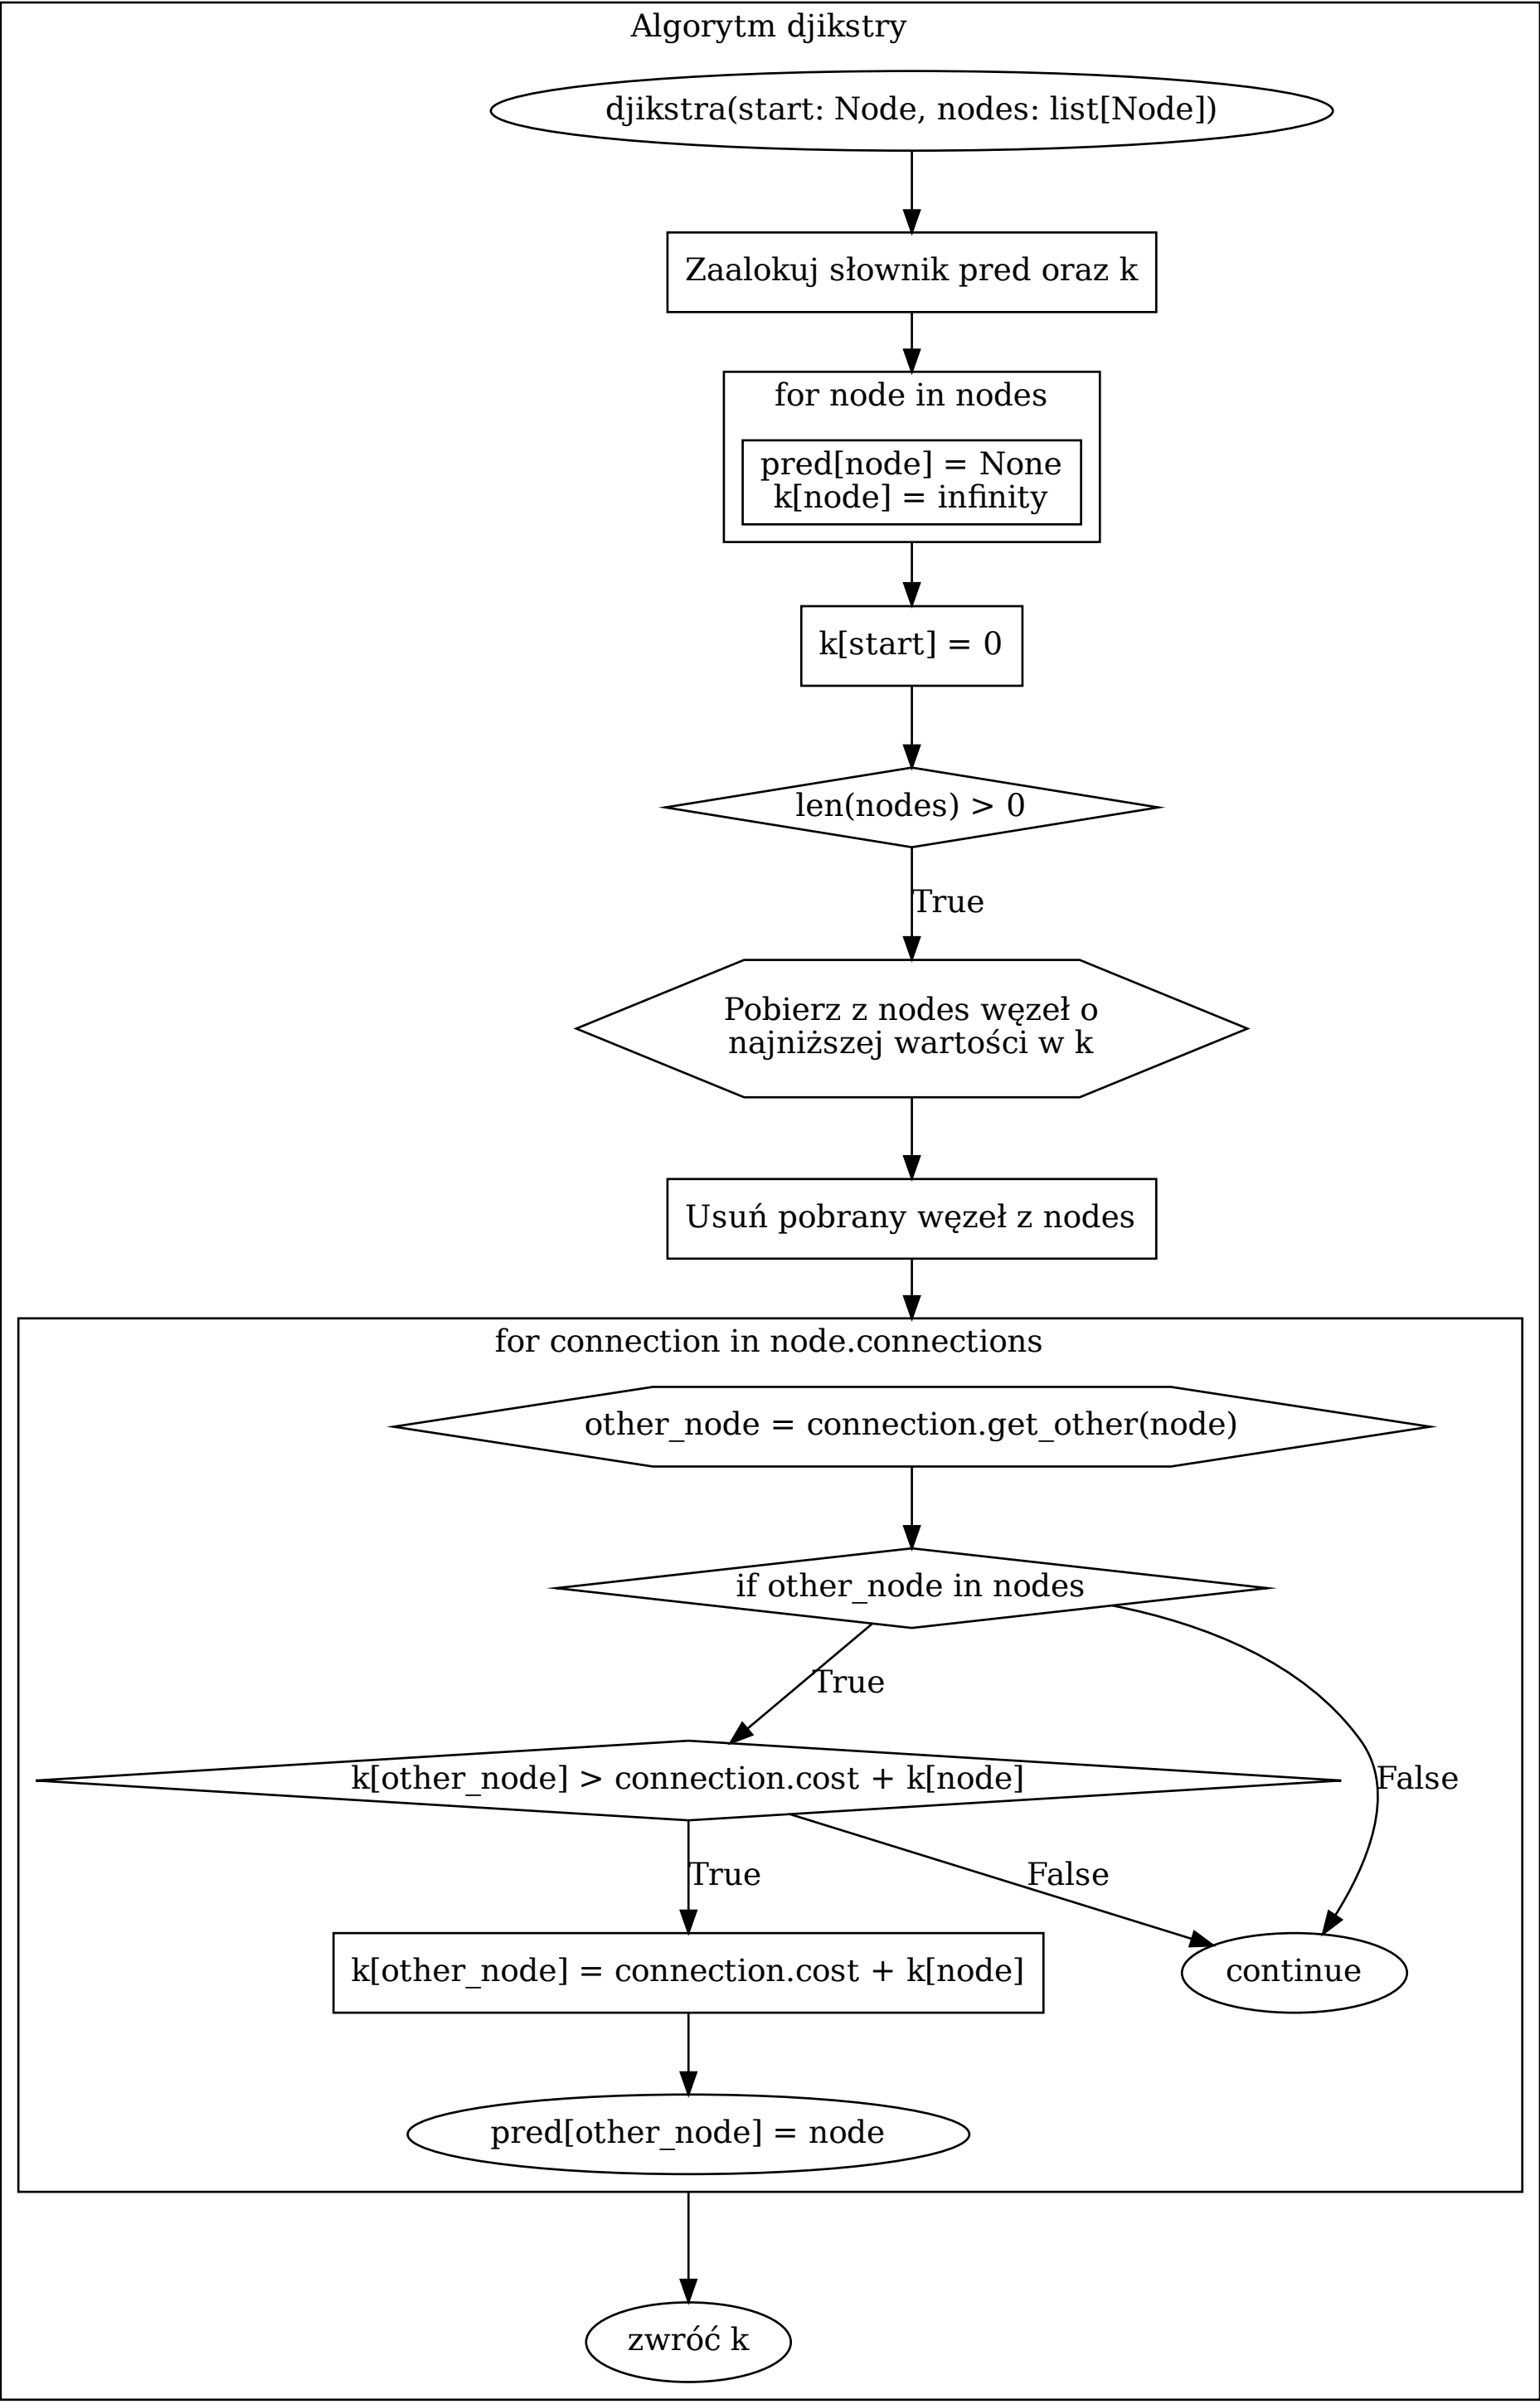 Algorytm djikstry
djikstra(start: Node, nodes: list[Node])
Zaalokuj słownik pred oraz k
for node in nodes
pred[node] = None
k[node] = infinity
k[start] = 0
len(nodes) > 0
True
Pobierz z nodes węzeł o
najniższej wartości w k
Usuń pobrany węzeł z nodes
for connection in node.connections
other_node = connection.get_other(node)
if other_node in nodes
True
k[other_node] > connection.cost + k[node]
False
True
False
k[other_node] = connection.cost + k[node]
continue
pred[other_node] = node
zwróć k